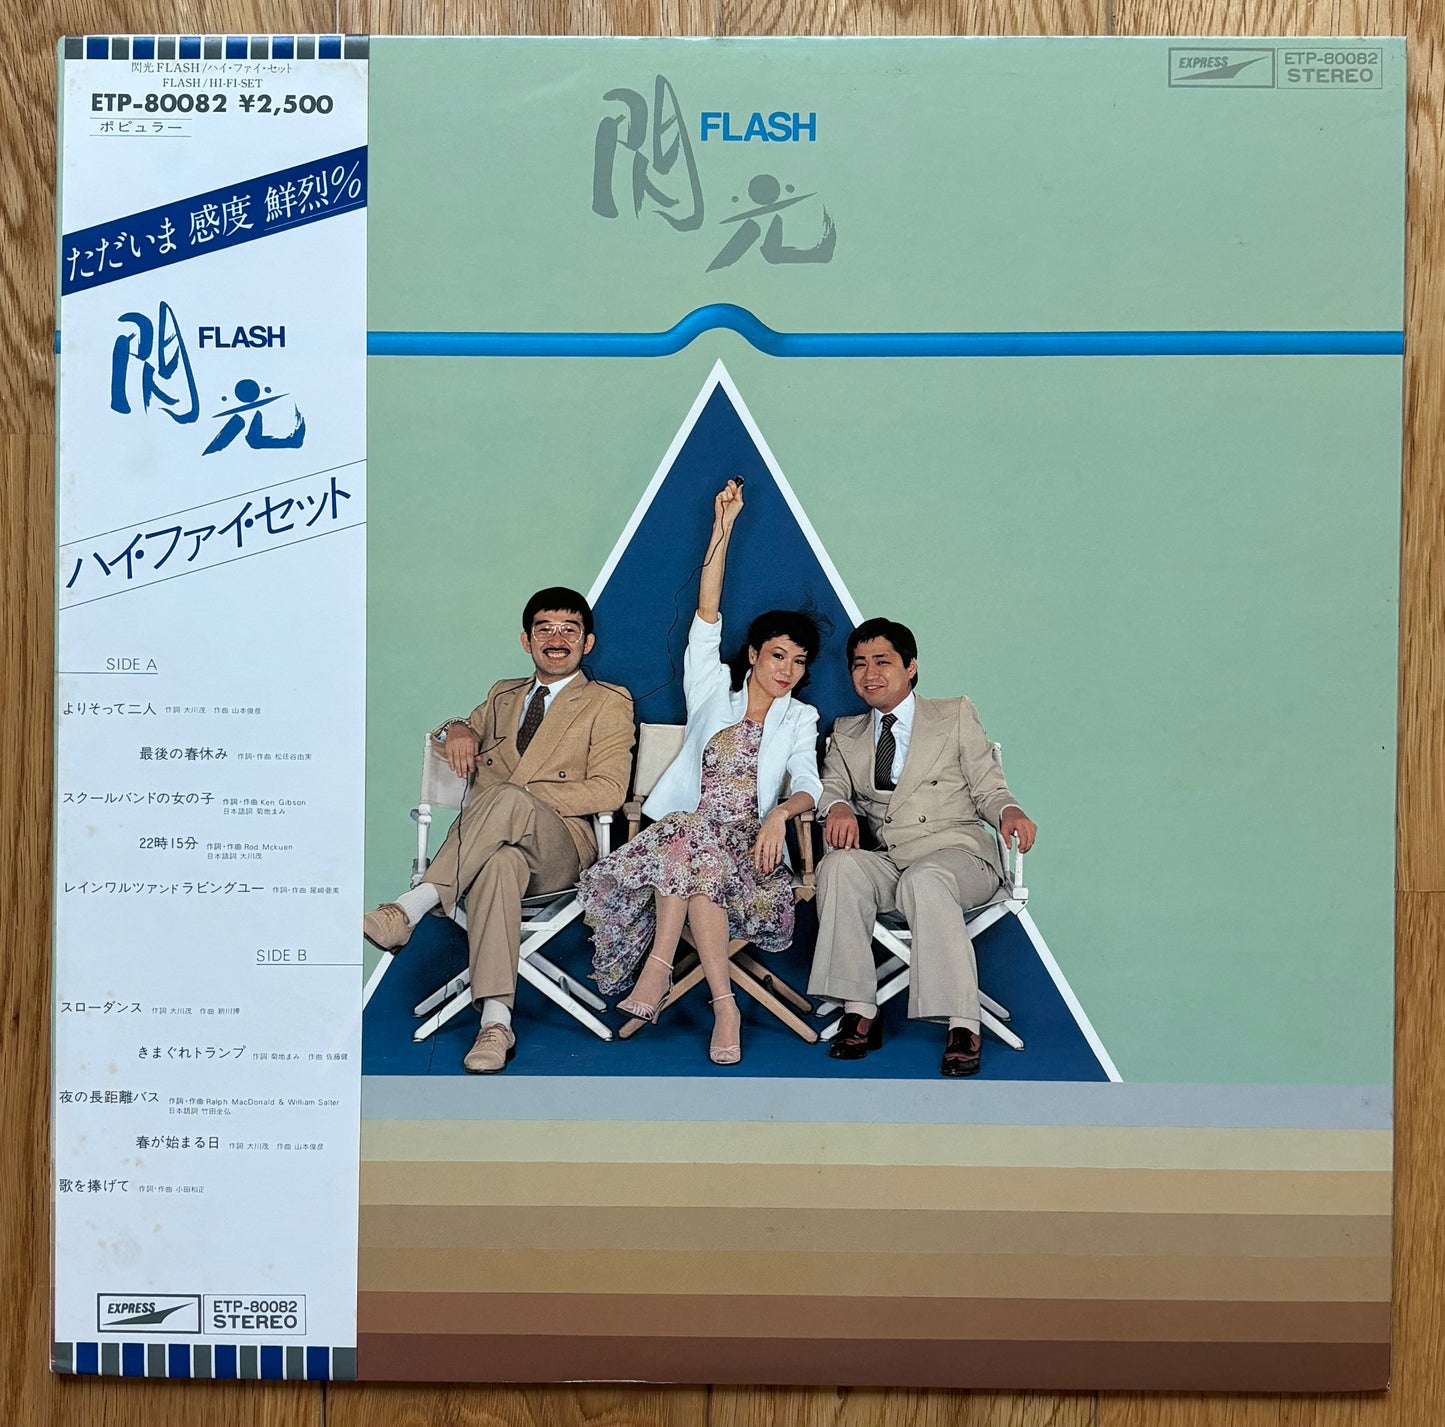 閃光FLASH/ハイ・ファイ・セット
FLASH/HI-FI-SET
ETP-80082 ¥2,500
ポピュラー
ただいま 感度 鮮烈%
閃光 FLASH
ハイ・ファイ・セット
SIDE A
よりそって二人 作詞 大川茂 作曲 山本俊彦
最後の春休み 作詞・作曲 松任谷由実
スクールバンドの女の子 作詞・作曲 Ken Gibson
日本語詞 菊地まみ
22時15分 作詞・作曲 Rod Mckuen
日本語詞 大川茂
レインワルツァンドラビングユー 作詞・作曲 尾崎亜美
SIDE B
スローダンス 作詞 大川茂 作曲 新川博
きまぐれトランプ 作詞 菊地まみ 作曲 佐藤健
夜の長距離バス 作詞・作曲 Ralph MacDonald & William Salter
日本語詞 竹田全弘
春が始まる日 作詞 大川茂 作曲 山本俊彦
歌を捧げて 作詞・作曲 小田和正
EXPRESS ETP-80082
STEREO
閃光 FLASH
EXPRESS ETP-80082
STEREO